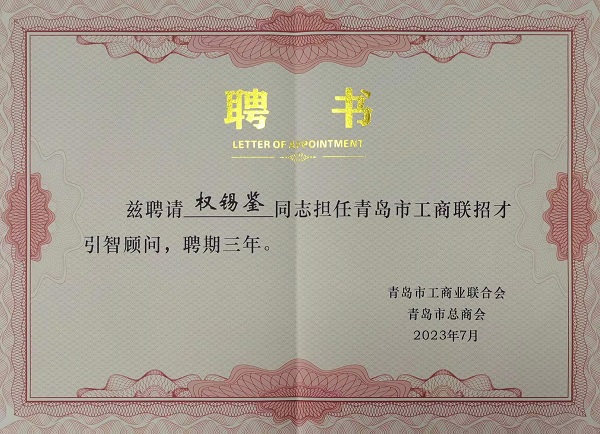 聘 书
LETTER OF APPOINTMENT
兹聘请权锡鉴同志担任青岛市工商联招才
引智顾问，聘期三年。
青岛市工商业联合会
青岛市总商会
2023年7月